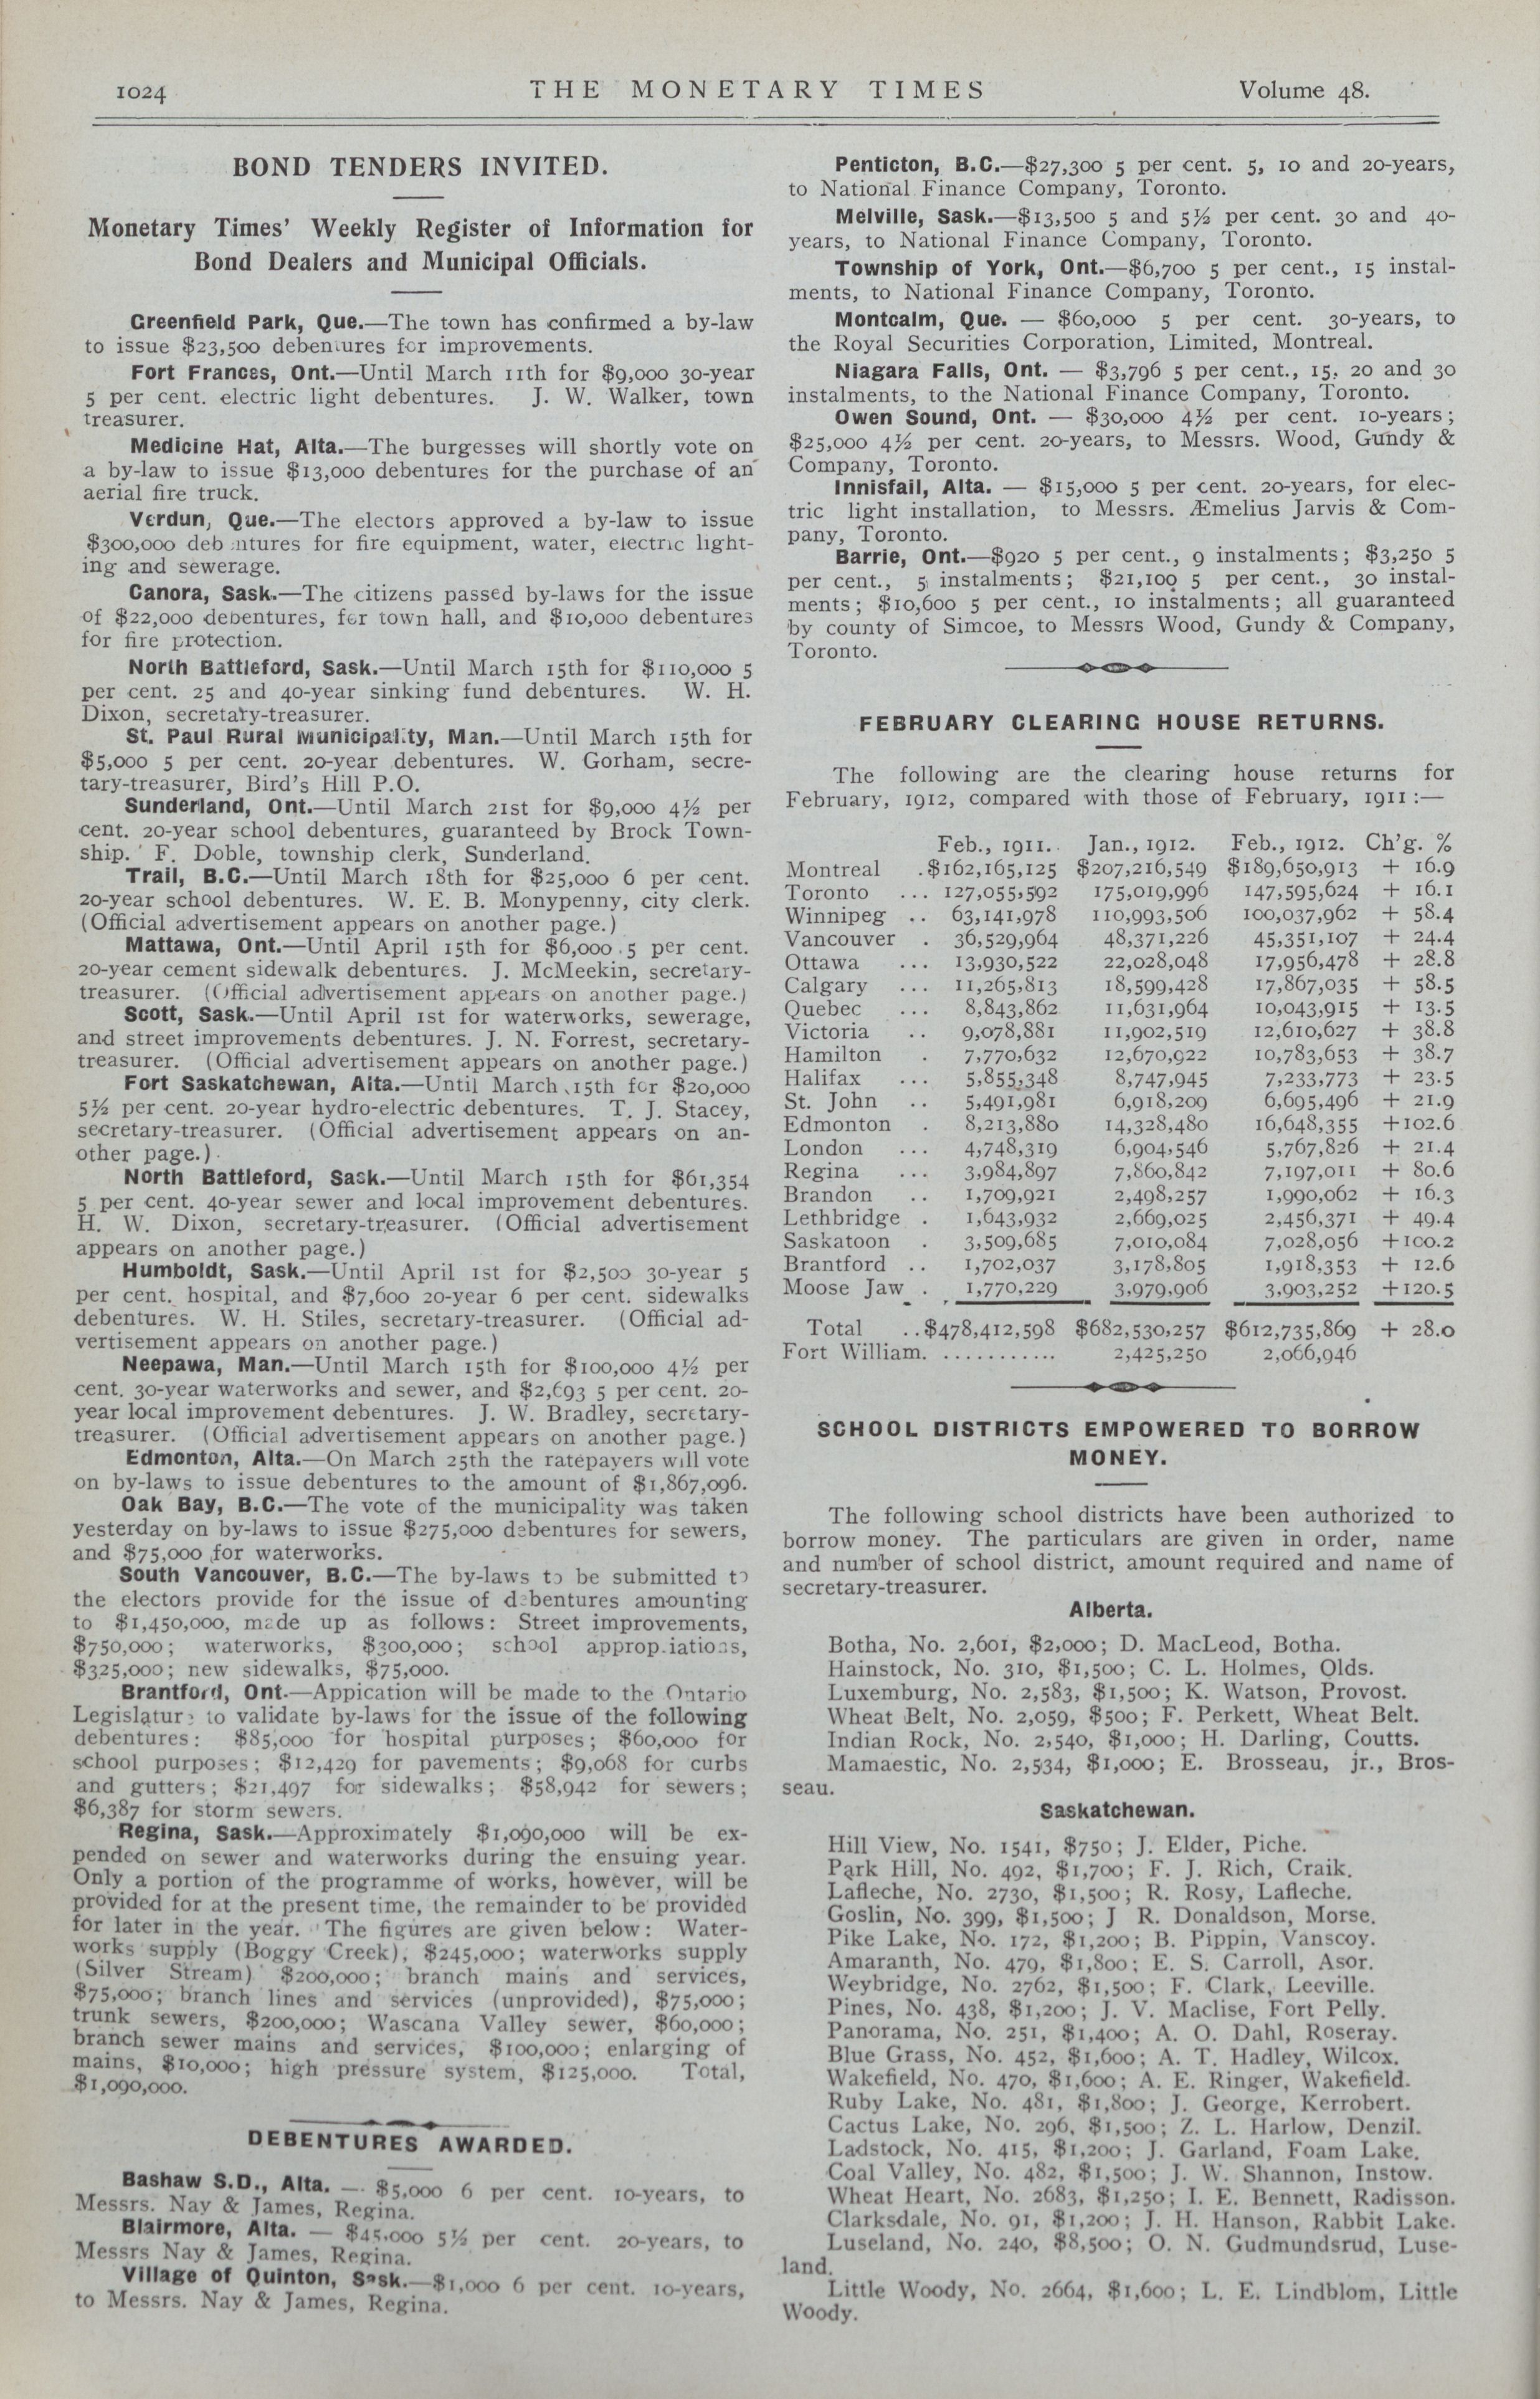 1024
THE MONETARY TIMES
Volume 48.
BOND TENDERS INVITED.
Monetary Times' Weekly Register of Information for
Bond Dealers and Municipal Officials.
Greenfield Park, Que.—The town has confirmed a by-law
to issue $23,500 debentures for improvements.
Fort Frances, Ont.—Until March 11th for $9,000 30-year
5 per cent. electric light debentures. J. W. Walker, town
treasurer.
Medicine Hat, Alta.—The burgesses will shortly vote on
a by-law to issue $13,000 debentures for the purchase of an
aerial fire truck.
Verdun, Que.—The electors approved a by-law to issue
$300,000 debentures for fire equipment, water, electric light-
ing and sewerage.
Canora, Sask.—The citizens passed by-laws for the issue
of $22,000 debentures, for town hall, and $10,000 debentures
for fire protection.
North Battleford, Sask.—Until March 15th for $110,000 5
per cent. 25 and 40-year sinking fund debentures. W. H.
Dixon, secretary-treasurer.
St. Paul Rural Municipality, Man.—Until March 15th for
$5,000 5 per cent. 20-year debentures. W. Gorham, secre-
tary-treasurer, Bird's Hill P.O.
Sunderland, Ont.—Until March 21st for $9,000 4½ per
cent. 20-year school debentures, guaranteed by Brock Town-
ship. F. Doble, township clerk, Sunderland.
Trail, B.C.—Until March 18th for $25,000 6 per cent.
20-year school debentures. W. E. B. Monypenny, city clerk.
(Official advertisement appears on another page.)
Mattawa, Ont.—Until April 15th for $6,000 5 per cent.
20-year cement sidewalk debentures. J. McMeekin, secretary-
treasurer. (Official advertisement appears on another page.)
Scott, Sask.—Until April 1st for waterworks, sewerage,
and street improvements debentures. J. N. Forrest, secretary-
treasurer. (Official advertisement appears on another page.)
Fort Saskatchewan, Alta.—Until March 15th for $20,000
5½ per cent. 20-year hydro-electric debentures. T. J. Stacey,
secretary-treasurer. (Official advertisement appears on an-
other page.)
North Battleford, Sask.—Until March 15th for $61,354
5 per cent. 40-year sewer and local improvement debentures.
H. W. Dixon, secretary-treasurer. (Official advertisement
appears on another page.)
Humboldt, Sask.—Until April 1st for $2,500 30-year 5
per cent. hospital, and $7,600 20-year 6 per cent. sidewalks
debentures. W. H. Stiles, secretary-treasurer. (Official ad-
vertisement appears on another page.)
Neepawa, Man.—Until March 15th for $100,000 4½ per
cent. 30-year waterworks and sewer, and $2,693 5 per cent. 20-
year local improvement debentures. J. W. Bradley, secretary-
treasurer. (Official advertisement appears on another page.)
Edmonton, Alta.—On March 25th the ratepayers will vote
on by-laws to issue debentures to the amount of $1,867,096.
Oak Bay, B.C.—The vote of the municipality was taken
yesterday on by-laws to issue $275,000 debentures for sewers,
and $75,000 for waterworks.
South Vancouver, B.C.—The by-laws to be submitted to
the electors provide for the issue of debentures amounting
to $1,450,000, made up as follows: Street improvements,
$750,000; waterworks, $300,000; school appropriations,
$325,000; new sidewalks, $75,000.
Brantford, Ont.—Appication will be made to the Ontario
Legislature to validate by-laws for the issue of the following
debentures: $85,000 for hospital purposes; $60,000 for
school purposes; $12,429 for pavements; $9,068 for curbs
and gutters; $21,497 for sidewalks; $58,942 for sewers;
$6,387 for storm sewers.
Regina, Sask.—Approximately $1,090,000 will be ex-
pended on sewer and waterworks during the ensuing year.
Only a portion of the programme of works, however, will be
provided for at the present time, the remainder to be provided
for later in the year. The figures are given below: Water-
works supply (Boggy Creek), $245,000; waterworks supply
(Silver Stream) $200,000; branch mains and services,
$75,000; branch lines and services (unprovided), $75,000;
trunk sewers, $200,000; Wascana Valley sewer, $60,000;
branch sewer mains and services, $100,000; enlarging of
mains, $10,000; high pressure system, $125,000. Total,
$1,090,000.
DEBENTURES AWARDED.
Bashaw S.D., Alta. — $5,000 6 per cent. 10-years, to
Messrs. Nay & James, Regina.
Blairmore, Alta. — $45,000 5½ per cent. 20-years, to
Messrs Nay & James, Regina.
Village of Quinton, Sask.—$1,000 6 per cent. 10-years,
to Messrs. Nay & James, Regina.
Penticton, B.C.—$27,300 5 per cent. 5, 10 and 20-years,
to National Finance Company, Toronto.
Melville, Sask.—$13,500 5 and 5½ per cent. 30 and 40-
years, to National Finance Company, Toronto.
Township of York, Ont.—$6,700 5 per cent., 15 instal-
ments, to National Finance Company, Toronto.
Montcalm, Que. — $60,000 5 per cent. 30-years, to
the Royal Securities Corporation, Limited, Montreal.
Niagara Falls, Ont. — $3,796 5 per cent., 15, 20 and 30
instalments, to the National Finance Company, Toronto.
Owen Sound, Ont. — $30,000 4½ per cent. 10-years;
$25,000 4½ per cent. 20-years, to Messrs. Wood, Gundy &
Company, Toronto.
Innisfail, Alta. — $15,000 5 per cent. 20-years, for elec-
tric light installation, to Messrs. Æmelius Jarvis & Com-
pany, Toronto.
Barrie, Ont.—$920 5 per cent., 9 instalments; $3,250 5
per cent., 5 instalments; $21,100 5 per cent., 30 instal-
ments; $10,600 5 per cent., 10 instalments; all guaranteed
by county of Simcoe, to Messrs Wood, Gundy & Company,
Toronto.
FEBRUARY CLEARING HOUSE RETURNS.
The following are the clearing house returns for
February, 1912, compared with those of February, 1911:—
Feb., 1911. Jan., 1912. Feb., 1912. Ch'g. %
Montreal .$162,165,125 $207,216,549 $189,650,913 + 16.9
Toronto ... 127,055,592 175,019,996 147,595,624 + 16.1
Winnipeg .. 63,141,978 110,993,506 100,037,962 + 58.4
Vancouver . 36,529,964 48,371,226 45,351,107 + 24.4
Ottawa ... 13,930,522 22,028,048 17,956,478 + 28.8
Calgary ... 11,265,813 18,599,428 17,867,035 + 58.5
Quebec ... 8,843,862 11,631,964 10,043,915 + 13.5
Victoria .. 9,078,881 11,902,519 12,610,627 + 38.8
Hamilton . 7,770,632 12,670,922 10,783,653 + 38.7
Halifax ... 5,855,348 8,747,945 7,233,773 + 23.5
St. John .. 5,491,981 6,918,209 6,695,496 + 21.9
Edmonton . 8,213,880 14,328,480 16,648,355 +102.6
London ... 4,748,319 6,904,546 5,767,826 + 21.4
Regina ... 3,984,897 7,860,842 7,197,011 + 80.6
Brandon .. 1,709,921 2,498,257 1,990,062 + 16.3
Lethbridge . 1,643,932 2,669,025 2,456,371 + 49.4
Saskatoon . 3,509,685 7,010,084 7,028,056 +100.2
Brantford .. 1,702,037 3,178,805 1,918,353 + 12.6
Moose Jaw . 1,770,229 3,979,906 3,903,252 +120.5
Total ..$478,412,598 $682,530,257 $612,735,869 + 28.0
Fort William. ............ 2,425,250 2,066,946
SCHOOL DISTRICTS EMPOWERED TO BORROW
MONEY.
The following school districts have been authorized to
borrow money. The particulars are given in order, name
and number of school district, amount required and name of
secretary-treasurer.
Alberta.
Botha, No. 2,601, $2,000; D. MacLeod, Botha.
Hainstock, No. 310, $1,500; C. L. Holmes, Olds.
Luxemburg, No. 2,583, $1,500; K. Watson, Provost.
Wheat Belt, No. 2,059, $500; F. Perkett, Wheat Belt.
Indian Rock, No. 2,540, $1,000; H. Darling, Coutts.
Mamaestic, No. 2,534, $1,000; E. Brosseau, jr., Bros-
seau.
Saskatchewan.
Hill View, No. 1541, $750; J. Elder, Piche.
Park Hill, No. 492, $1,700; F. J. Rich, Craik.
Lafleche, No. 2730, $1,500; R. Rosy, Lafleche.
Goslin, No. 399, $1,500; J R. Donaldson, Morse.
Pike Lake, No. 172, $1,200; B. Pippin, Vanscoy.
Amaranth, No. 479, $1,800; E. S. Carroll, Asor.
Weybridge, No. 2762, $1,500; F. Clark, Leeville.
Pines, No. 438, $1,200; J. V. Maclise, Fort Pelly.
Panorama, No. 251, $1,400; A. O. Dahl, Roseray.
Blue Grass, No. 452, $1,600; A. T. Hadley, Wilcox.
Wakefield, No. 470, $1,600; A. E. Ringer, Wakefield.
Ruby Lake, No. 481, $1,800; J. George, Kerrobert.
Cactus Lake, No. 296, $1,500; Z. L. Harlow, Denzil.
Ladstock, No. 415, $1,200; J. Garland, Foam Lake.
Coal Valley, No. 482, $1,500; J. W. Shannon, Instow.
Wheat Heart, No. 2683, $1,250; I. E. Bennett, Radisson.
Clarksdale, No. 91, $1,200; J. H. Hanson, Rabbit Lake.
Luseland, No. 240, $8,500; O. N. Gudmundsrud, Luse-
land.
Little Woody, No. 2664, $1,600; L. E. Lindblom, Little
Woody.